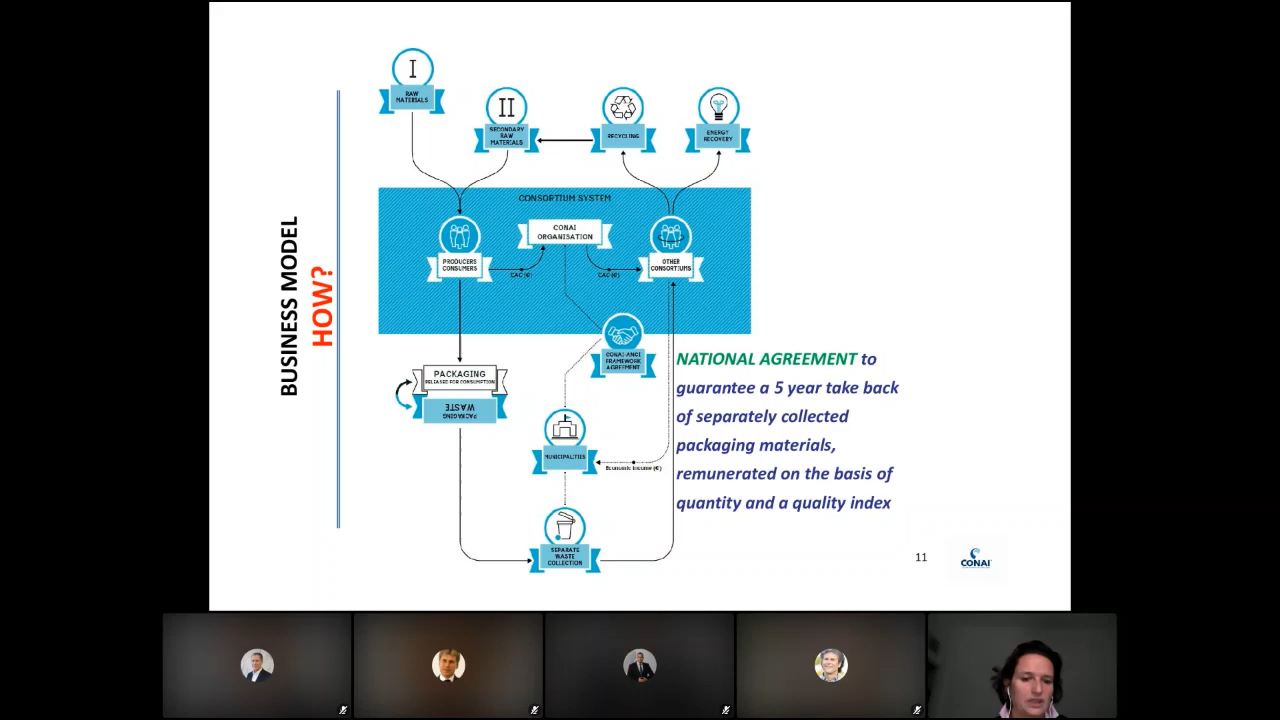 BUSINESS MODEL
HOW?
I
RAW
MATERIALS
II
SECONDARY
RAW
MATERIALS
RECYCLING
ENERGY
RECOVERY
CONSORTIUM SYSTEM
CONAI
ORGANISATION
PRODUCERS
CONSUMERS
CAC (€)
CAC (€)
OTHER
CONSORTIUMS
CONAI-ANCI
FRAMEWORK
AGREEMENT
PACKAGING
RELEASED FOR CONSUMPTION
PACKAGING
WASTE
MUNICIPALITIES
Economic Income (€)
SEPARATE
WASTE
COLLECTION
NATIONAL AGREEMENT to
guarantee a 5 year take back
of separately collected
packaging materials,
remunerated on the basis of
quantity and a quality index
11
CONAI